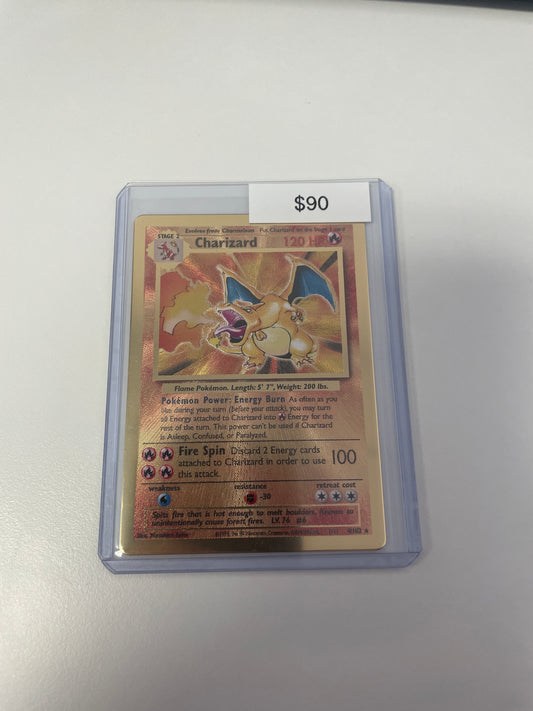 $90
Evolves from Charmeleon Put Charizard on the Stage 1 card
STAGE 2
Charizard 120 HP
Flame Pokémon. Length: 5' 7", Weight: 200 lbs.
Pokémon Power: Energy Burn As often as you
like during your turn (before your attack), you may turn
all Energy attached to Charizard into Energy for the
rest of the turn. This power can't be used if Charizard
is Asleep, Confused, or Paralyzed.
Fire Spin Discard 2 Energy cards
attached to Charizard in order to use 100
this attack.
weakness resistance retreat cost
-30
Spits fire that is hot enough to melt boulders. Known to
unintentionally cause forest fires. LV. 76 #6
4/102